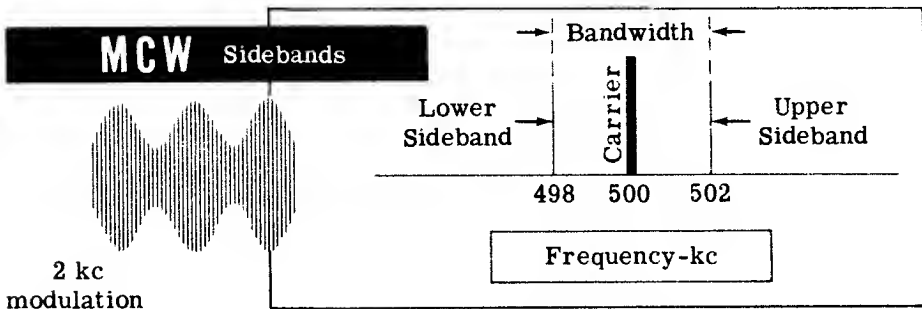 MCW Sidebands
2 kc
modulation
Bandwidth
Lower
Sideband
Carrier
Upper
Sideband
498 500 502
Frequency-kc